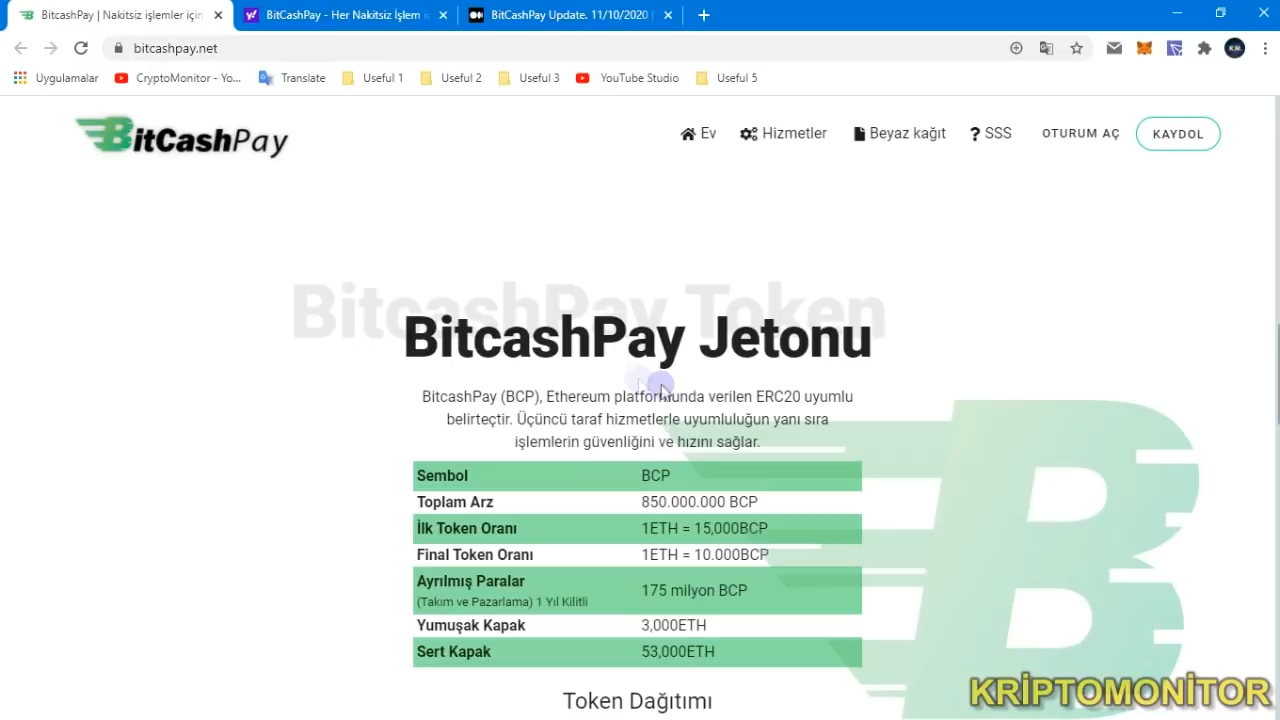 BitcashPay | Nakitsiz işlemler için
BitCashPay - Her Nakitsiz İşlem iç
BitCashPay Update. 11/10/2020
bitcashpay.net
Uygulamalar
CryptoMonitor - Yo...
Translate
Useful 1
Useful 2
Useful 3
YouTube Studio
Useful 5
BitCashPay
Ev
Hizmetler
Beyaz kağıt
SSS
OTURUM AÇ
KAYDOL
BitcashPay Token
BitcashPay Jetonu
BitcashPay (BCP), Ethereum platformunda verilen ERC20 uyumlu
belirteçtir. Üçüncü taraf hizmetlerle uyumluluğun yanı sıra
işlemlerin güvenliğini ve hızını sağlar.
Sembol BCP
Toplam Arz 850.000.000 BCP
İlk Token Oranı 1ETH = 15,000BCP
Final Token Oranı 1ETH = 10.000BCP
Ayrılmış Paralar
(Takım ve Pazarlama) 1 Yıl Kilitli 175 milyon BCP
Yumuşak Kapak 3,000ETH
Sert Kapak 53,000ETH
Token Dağıtımı
KRİPTOMONİTOR